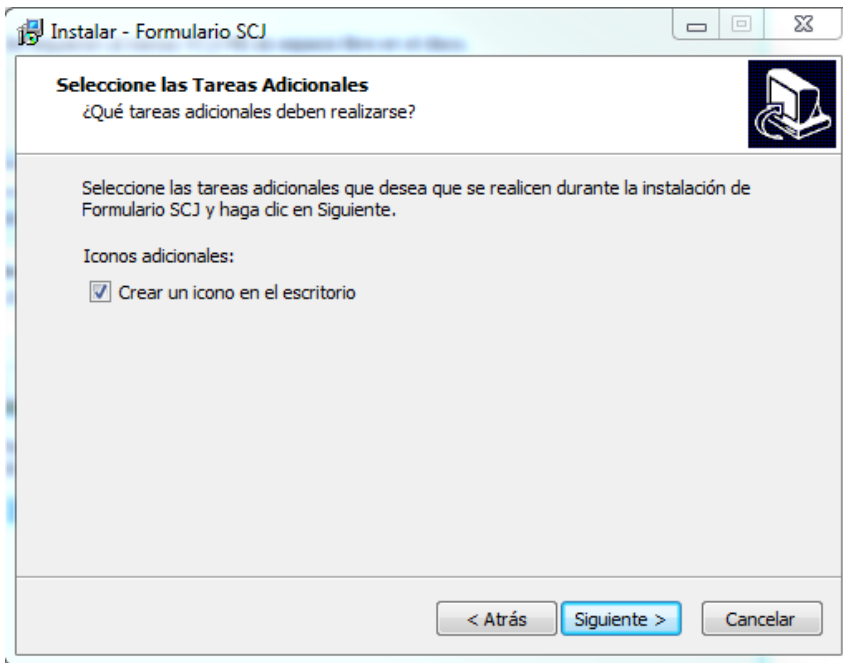 Instalar - Formulario SCJ
Seleccione las Tareas Adicionales
¿Qué tareas adicionales deben realizarse?
Seleccione las tareas adicionales que desea que se realicen durante la instalación de
Formulario SCJ y haga clic en Siguiente.
Iconos adicionales:
Crear un icono en el escritorio
< Atrás
Siguiente >
Cancelar